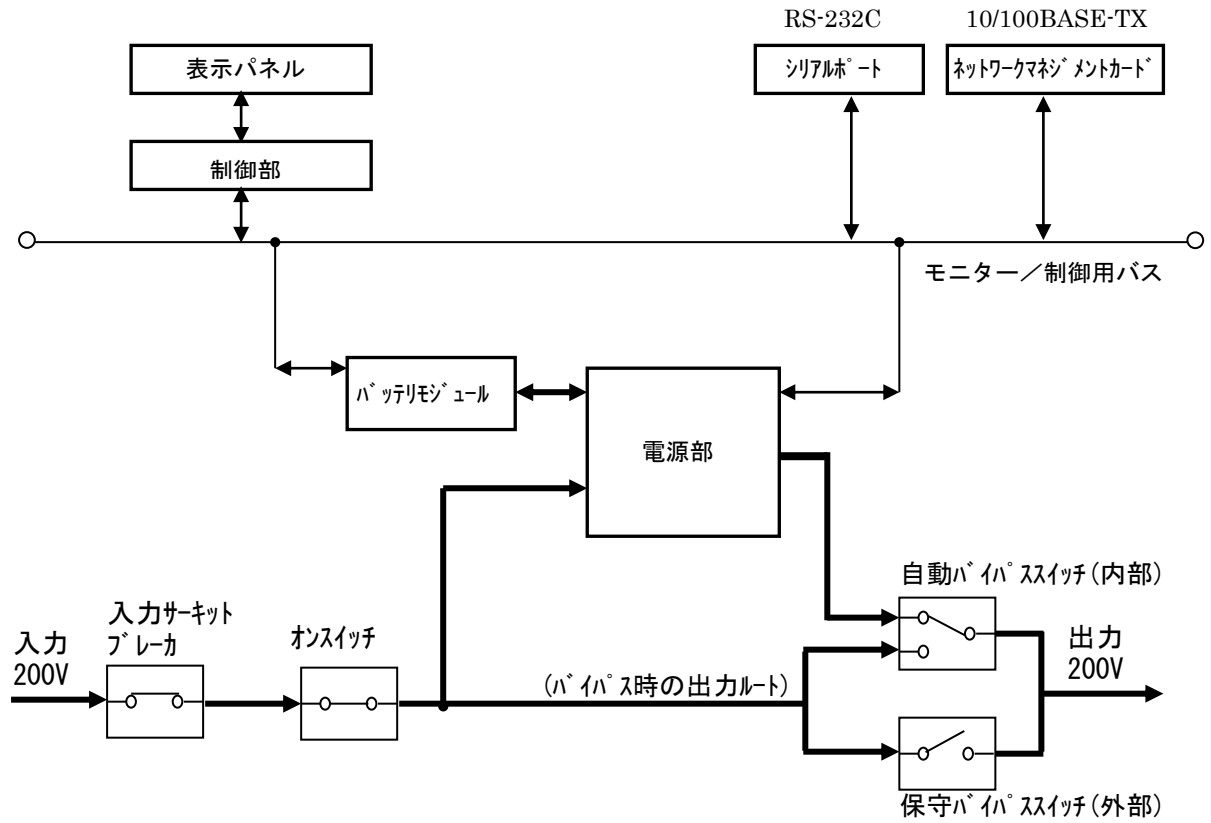 RS-232C
10/100BASE-TX
表示パネル
シリアルポート
ネットワークマネジメントカード
制御部
モニター／制御用バス
バッテリモジュール
電源部
自動バイパススイッチ(内部)
入力サーキット
ブレーカ
オンスイッチ
入力
200V
(バイパス時の出力ルート)
出力
200V
保守バイパススイッチ(外部)